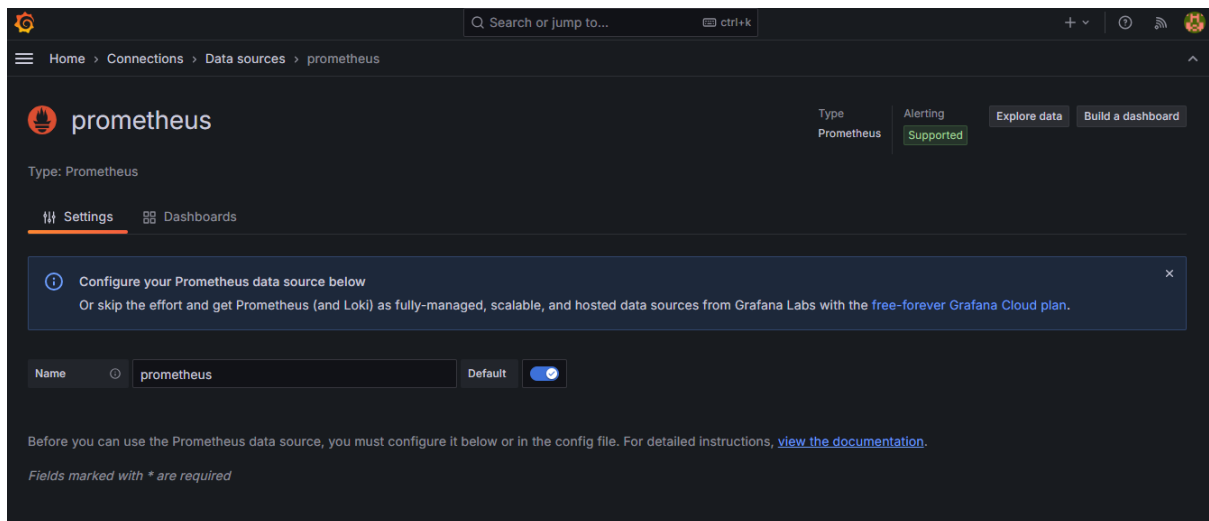 Search or jump to... ctrl+k
Home > Connections > Data sources > prometheus
prometheus
Type
Prometheus
Alerting
Supported
Explore data
Build a dashboard
Type: Prometheus
Settings
Dashboards
Configure your Prometheus data source below
Or skip the effort and get Prometheus (and Loki) as fully-managed, scalable, and hosted data sources from Grafana Labs with the free-forever Grafana Cloud plan.
Name prometheus Default
Before you can use the Prometheus data source, you must configure it below or in the config file. For detailed instructions, view the documentation.
Fields marked with * are required